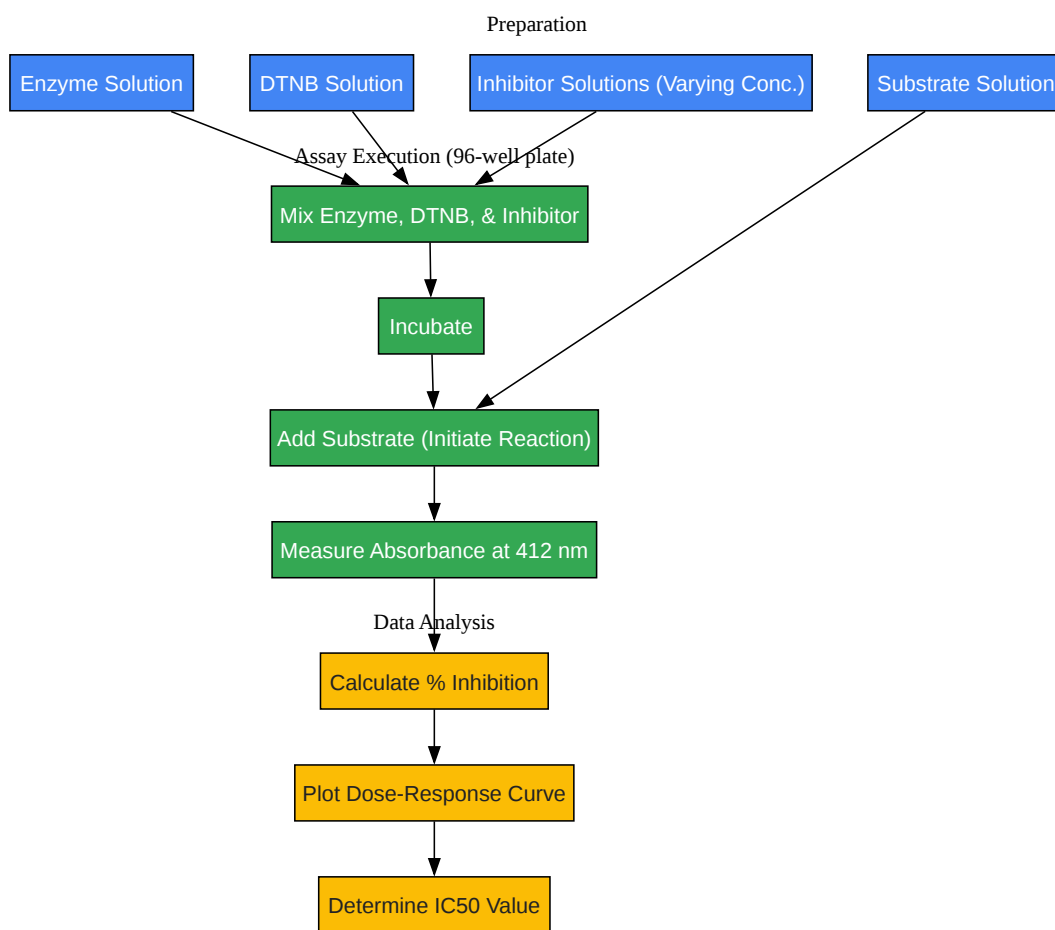 Preparation
Enzyme Solution
DTNB Solution
Inhibitor Solutions (Varying Conc.)
Substrate Solution
Assay Execution (96-well plate)
Mix Enzyme, DTNB, & Inhibitor
Incubate
Add Substrate (Initiate Reaction)
Measure Absorbance at 412 nm
Data Analysis
Calculate % Inhibition
Plot Dose-Response Curve
Determine IC50 Value